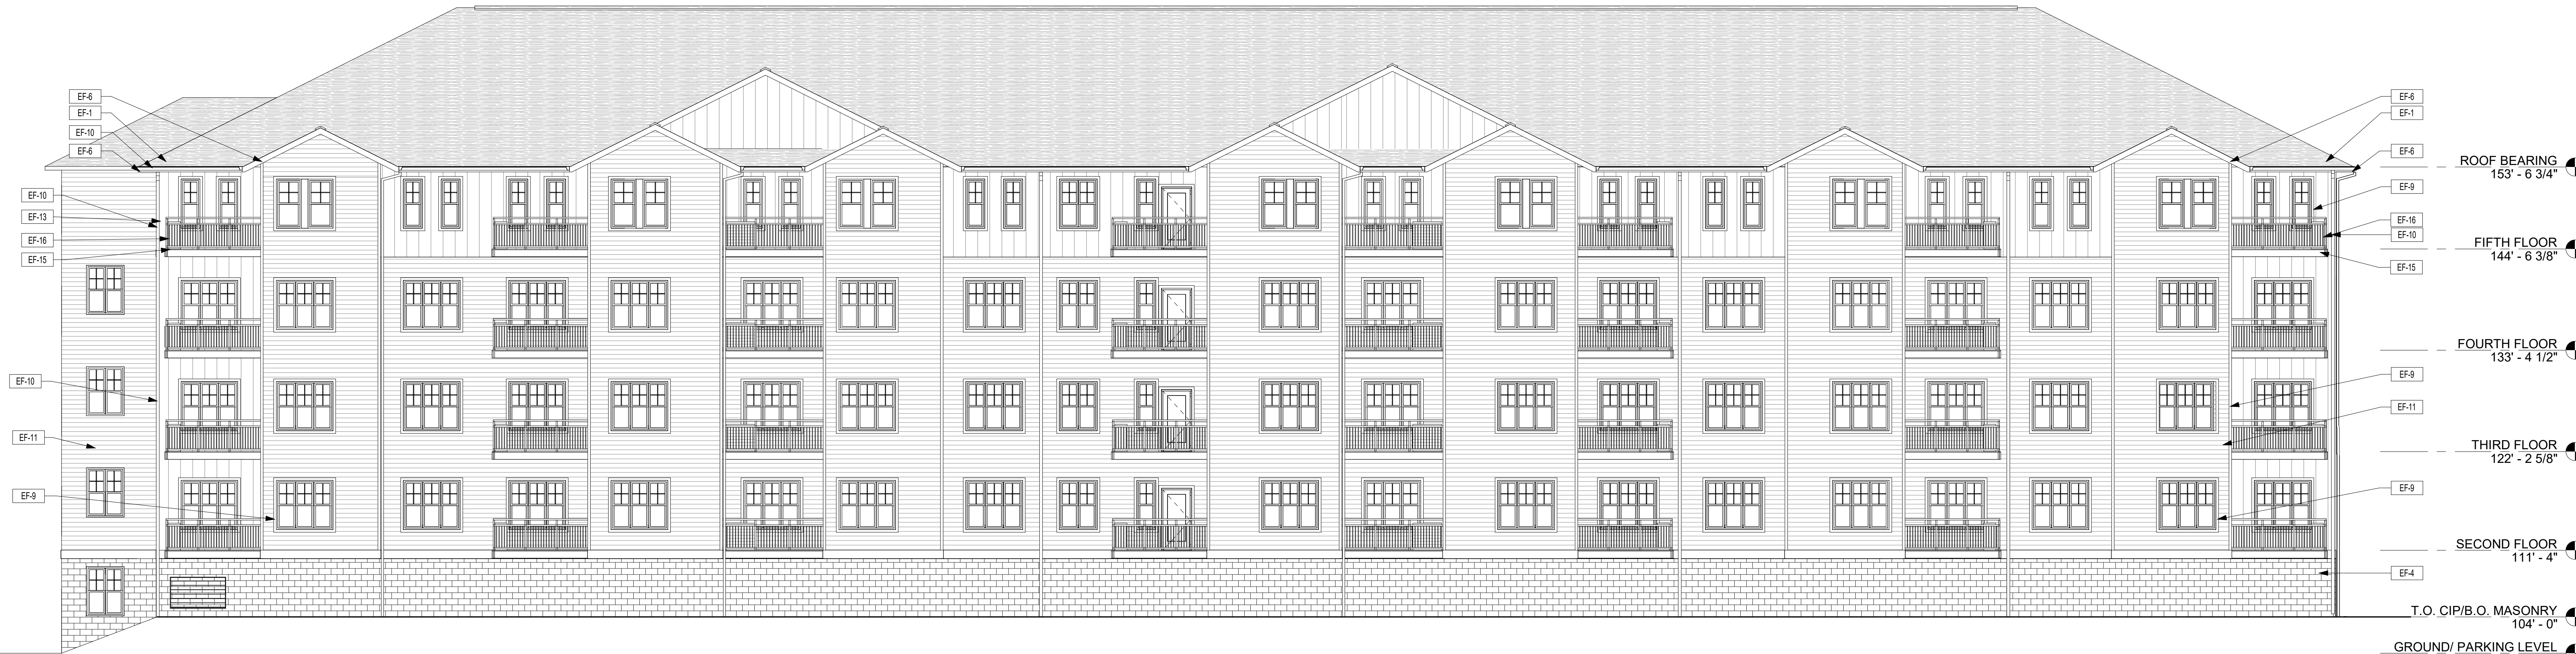 EF-6
EF-1
EF-10
EF-6
EF-10
EF-13
EF-16
EF-15
EF-10
EF-11
EF-9
EF-6
EF-1
EF-6
EF-9
EF-16
EF-10
EF-15
EF-9
EF-11
EF-9
EF-4
ROOF BEARING
153' - 6 3/4"
FIFTH FLOOR
144' - 6 3/8"
FOURTH FLOOR
133' - 4 1/2"
THIRD FLOOR
122' - 2 5/8"
SECOND FLOOR
111' - 4"
T.O. CIP/B.O. MASONRY
104' - 0"
GROUND/ PARKING LEVEL